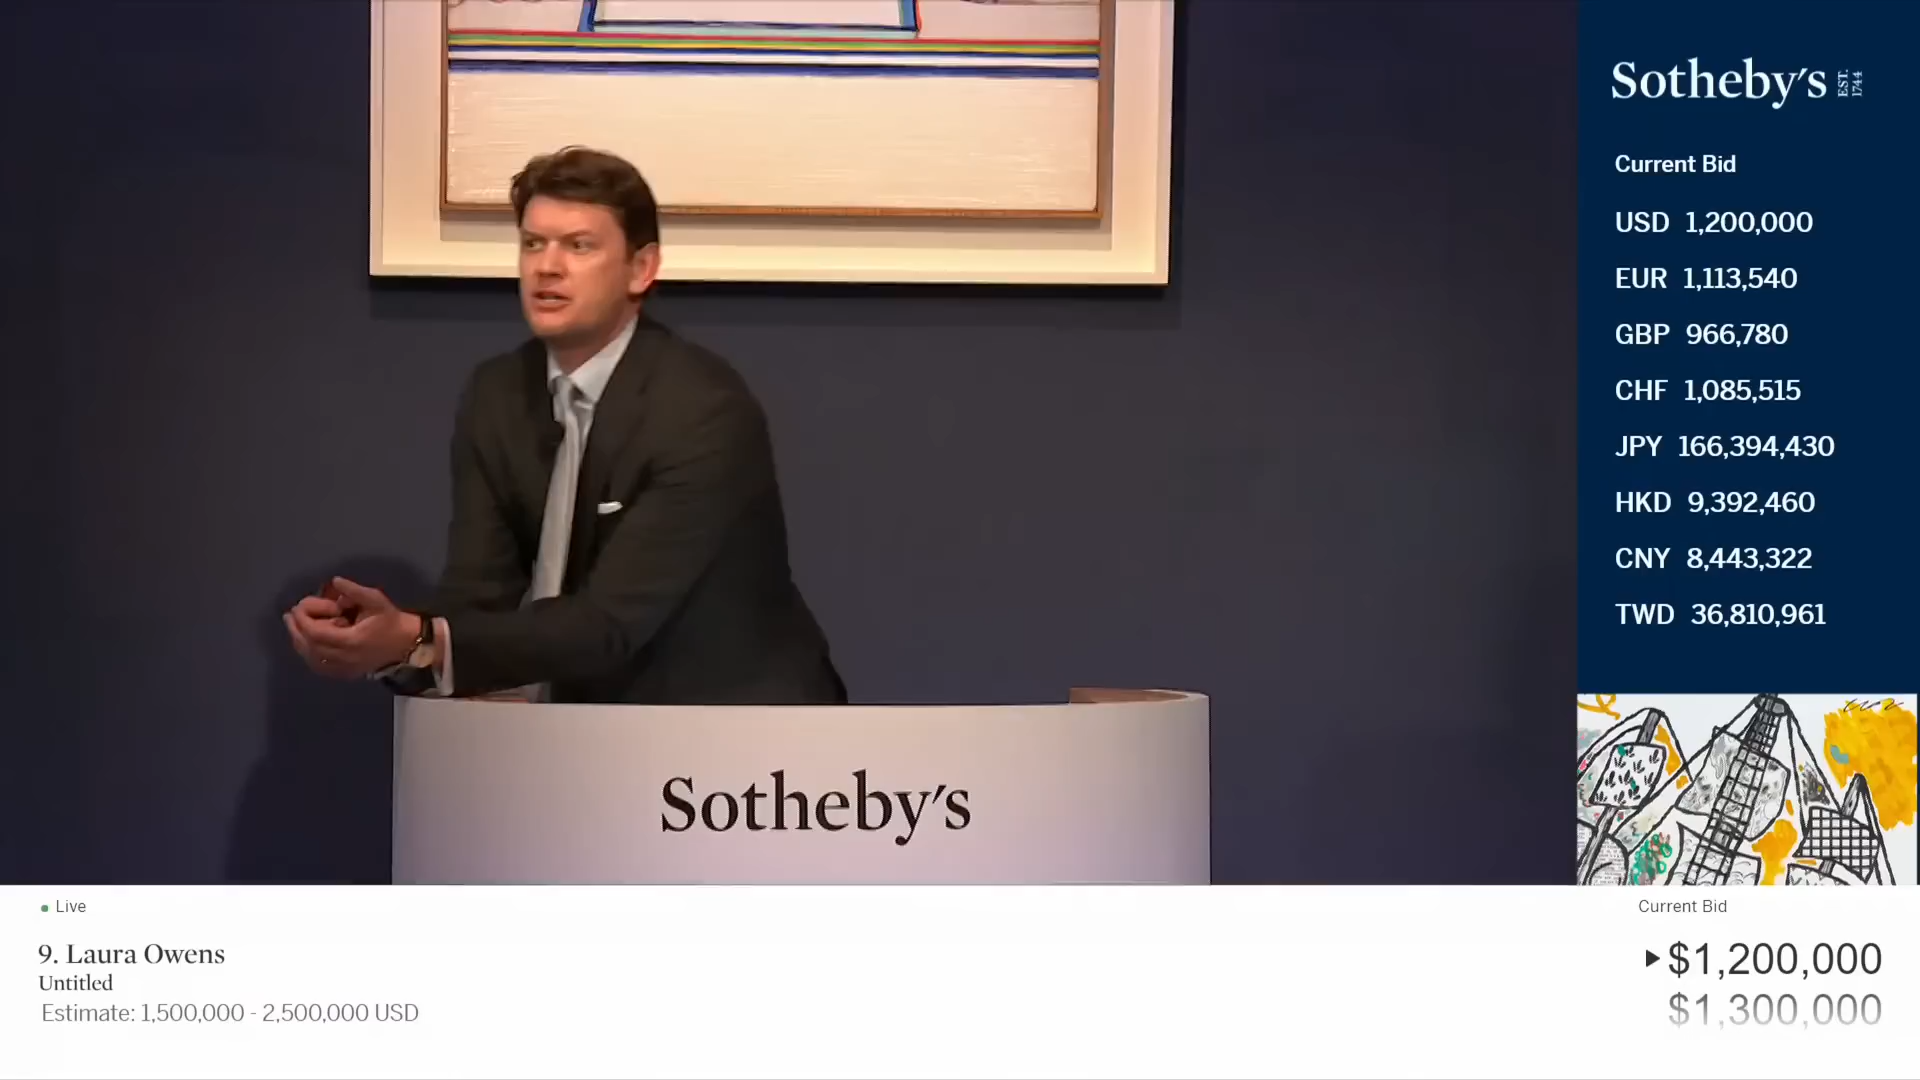 Sotheby's EST. 1744
Current Bid
USD 1,200,000
EUR 1,113,540
GBP 966,780
CHF 1,085,515
JPY 166,394,430
HKD 9,392,460
CNY 8,443,322
TWD 36,810,961
Sotheby's
Live
9. Laura Owens
Untitled
Estimate: 1,500,000 - 2,500,000 USD
Current Bid
$1,200,000
$1,300,000